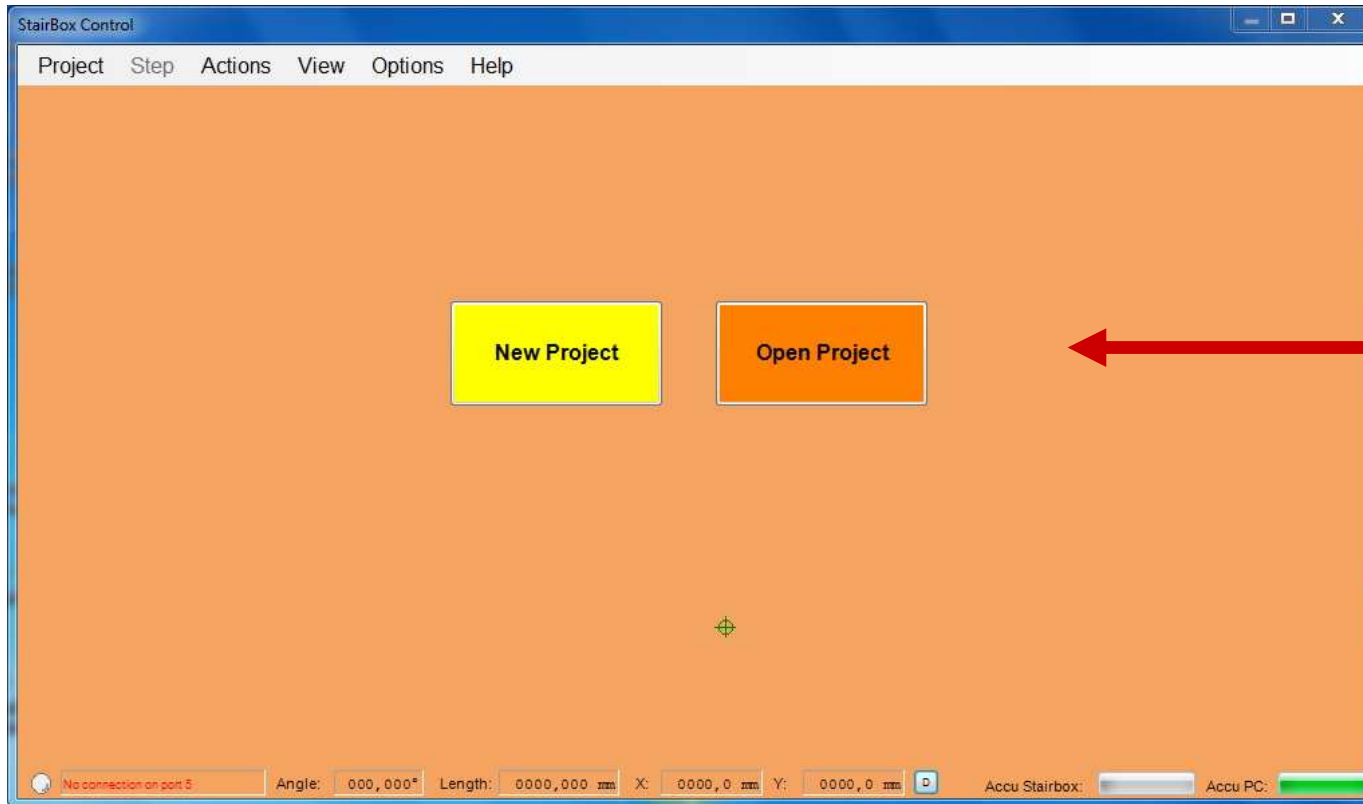 StairBox Control
Project Step Actions View Options Help
New Project Open Project
No connection on port 5 Angle: 000,000° Length: 0000,000 mm X: 0000,0 mm Y: 0000,0 mm D Accu Stairbox: Accu PC: